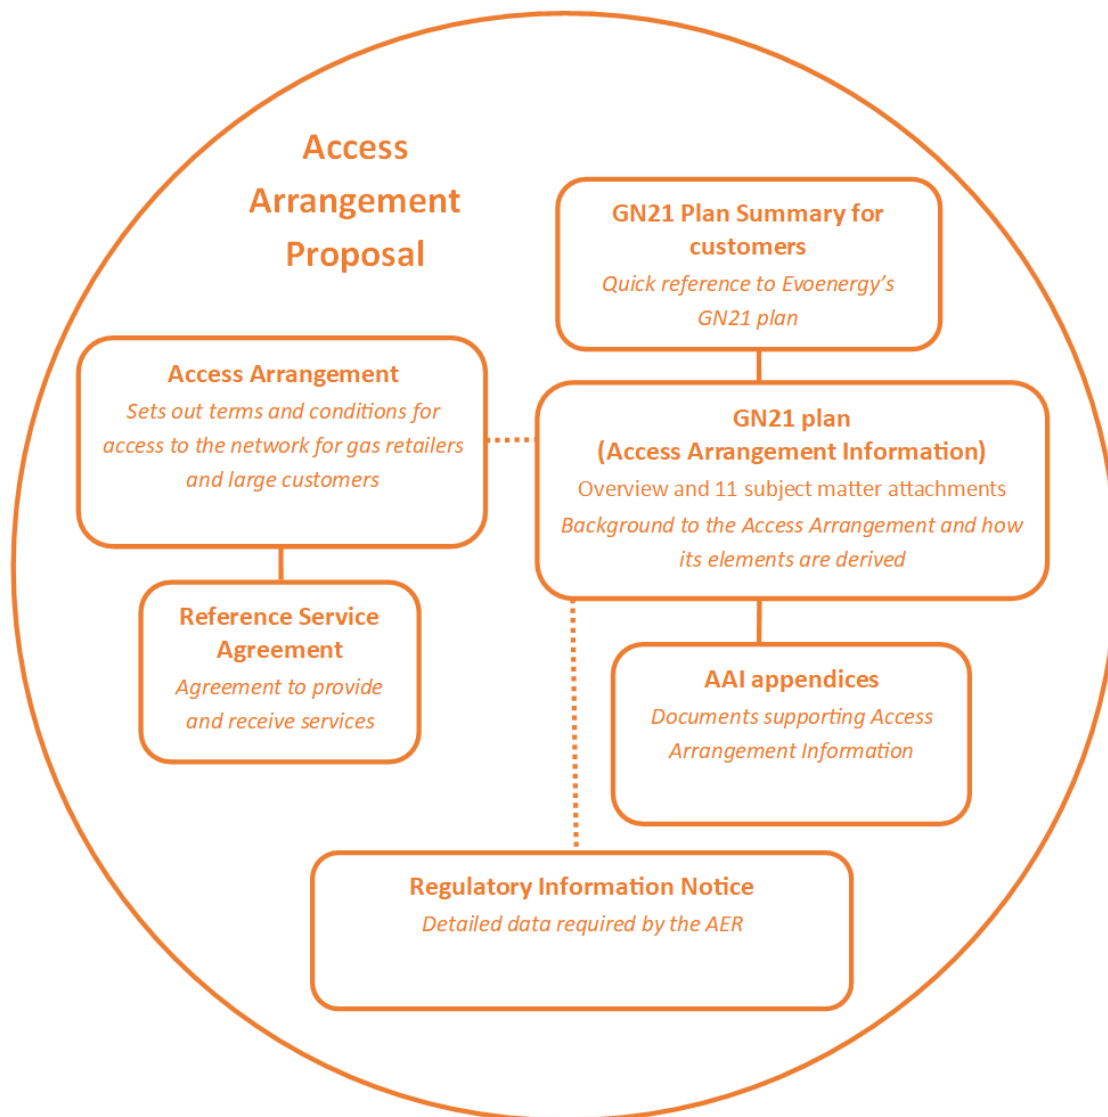 Access
Arrangement
Proposal
GN21 Plan Summary for
customers
Quick reference to Evoenergy's
GN21 plan
Access Arrangement
Sets out terms and conditions for
access to the network for gas retailers
and large customers
GN21 plan
(Access Arrangement Information)
Overview and 11 subject matter attachments
Background to the Access Arrangement and how
its elements are derived
Reference Service
Agreement
Agreement to provide
and receive services
AAI appendices
Documents supporting Access
Arrangement Information
Regulatory Information Notice
Detailed data required by the AER